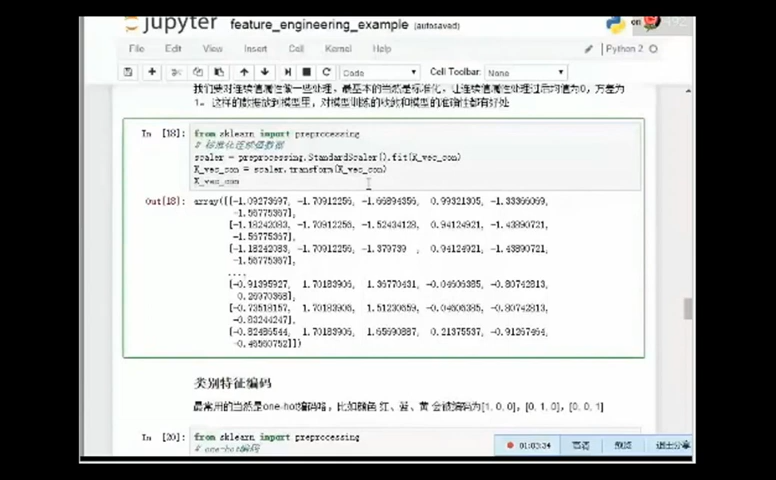 jupyter feature_engineering_example (autosaved)
File Edit View Insert Cell Kernel Help Python 2
Code Cell Toolbar: None
我们要对连续值属性做一些处理，最基本的当然是标准化，让连续值属性处理过后均值为0，方差为
1。 这样的数据放到模型里，对模型训练的收敛和模型的准确性都有好处
In [18]: from sklearn import preprocessing
# 标准化连续值数据
scaler = preprocessing.StandardScaler().fit(X_vec_con)
X_vec_con = scaler.transform(X_vec_con)
X_vec_con
Out[18]: array([[-1.09273697, -1.70912256, -1.66894356, 0.99321305, -1.33366069,
-1.56775367],
[-1.18242083, -1.70912256, -1.52434128, 0.94124921, -1.43890721,
-1.56775367],
[-1.18242083, -1.70912256, -1.379739 , 0.94124921, -1.43890721,
-1.56775367],
....
[-0.91395927, 1.70183906, 1.36770431, -0.04606385, -0.80742813,
0.26970368],
[-0.73518157, 1.70183906, 1.51230659, -0.04606385, -0.80742813,
-0.83244247],
[-0.82486544, 1.70183906, 1.65690887, 0.21375537, -0.91267464,
-0.46560752]])
类别特征编码
最常用的当然是one-hot编码咯，比如颜色 红、蓝、黄 会被编码为[1, 0, 0]，[0, 1, 0]，[0, 0, 1]
In [20]: from sklearn import preprocessing
# one-hot编码
01:03:34 退出分享